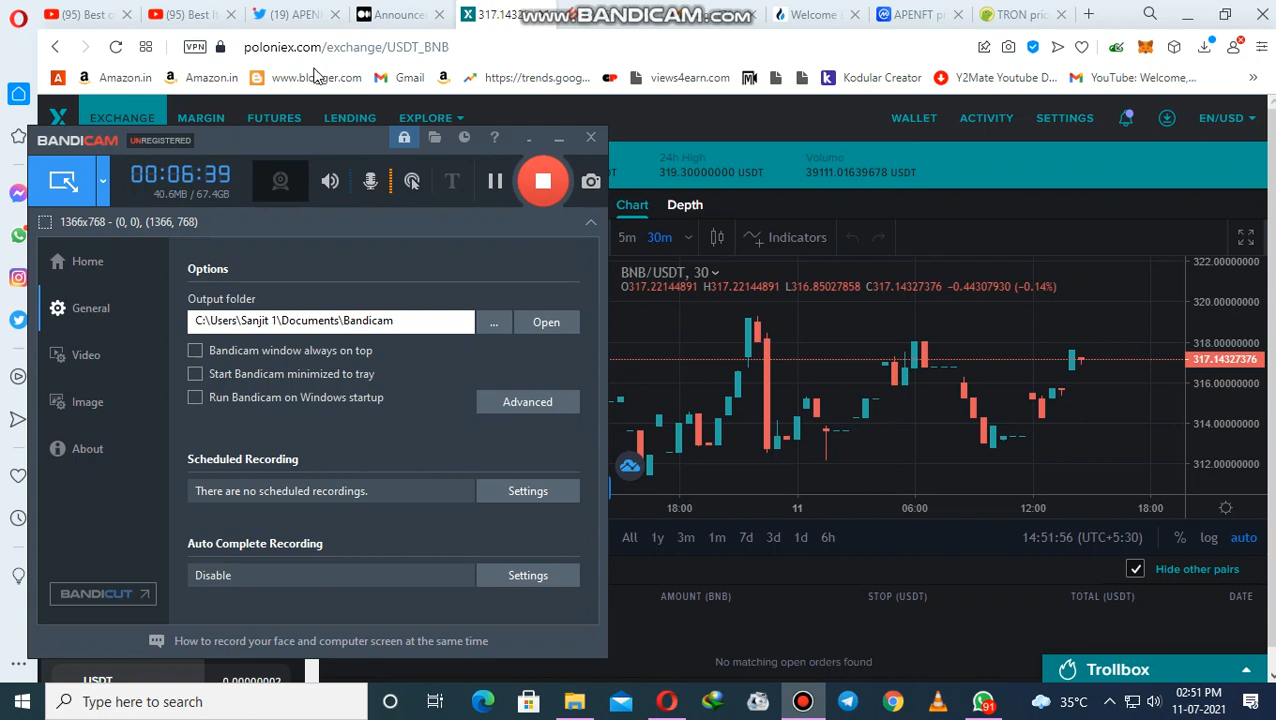 (95) Best o
(95) Best It
(19) APEN
Announce
317.1432
www.BANDICAM.com
Welcome
APENFT p
TRON pric
VPN
poloniex.com/exchange/USDT_BNB
Amazon.in
Amazon.in
www.blogger.com
Gmail
https://trends.goog...
views4earn.com
Kodular Creator
Y2Mate Youtube D...
YouTube: Welcome,...
EXCHANGE
MARGIN
FUTURES
LENDING
EXPLORE
WALLET
ACTIVITY
SETTINGS
EN/USD
BANDICAM UNREGISTERED
00:06:39
40.6MB / 67.4GB
24h High
319.30000000 USDT
Volume
39111.01639678 USDT
Chart
Depth
1366x768 - (0, 0), (1366, 768)
5m
30m
Indicators
Home
General
Video
Image
About
BANDICUT
Options
Output folder
C:\Users\Sanjit 1\Documents\Bandicam
...
Open
Bandicam window always on top
Start Bandicam minimized to tray
Run Bandicam on Windows startup
Advanced
Scheduled Recording
There are no scheduled recordings.
Settings
Auto Complete Recording
Disable
Settings
How to record your face and computer screen at the same time
BNB/USDT, 30
O317.22144891 H317.22144891 L316.85027858 C317.14327376 −0.44307930 (−0.14%)
322.00000000
320.00000000
318.00000000
317.14327376
316.00000000
314.00000000
312.00000000
18:00
11
06:00
12:00
18:00
All
1y
3m
1m
7d
3d
1d
6h
14:51:56 (UTC+5:30)
%
log
auto
Hide other pairs
AMOUNT (BNB)
STOP (USDT)
TOTAL (USDT)
DATE
No matching open orders found
Trollbox
USDT
0.00000002
Type here to search
91
35°C
02:51 PM
11-07-2021